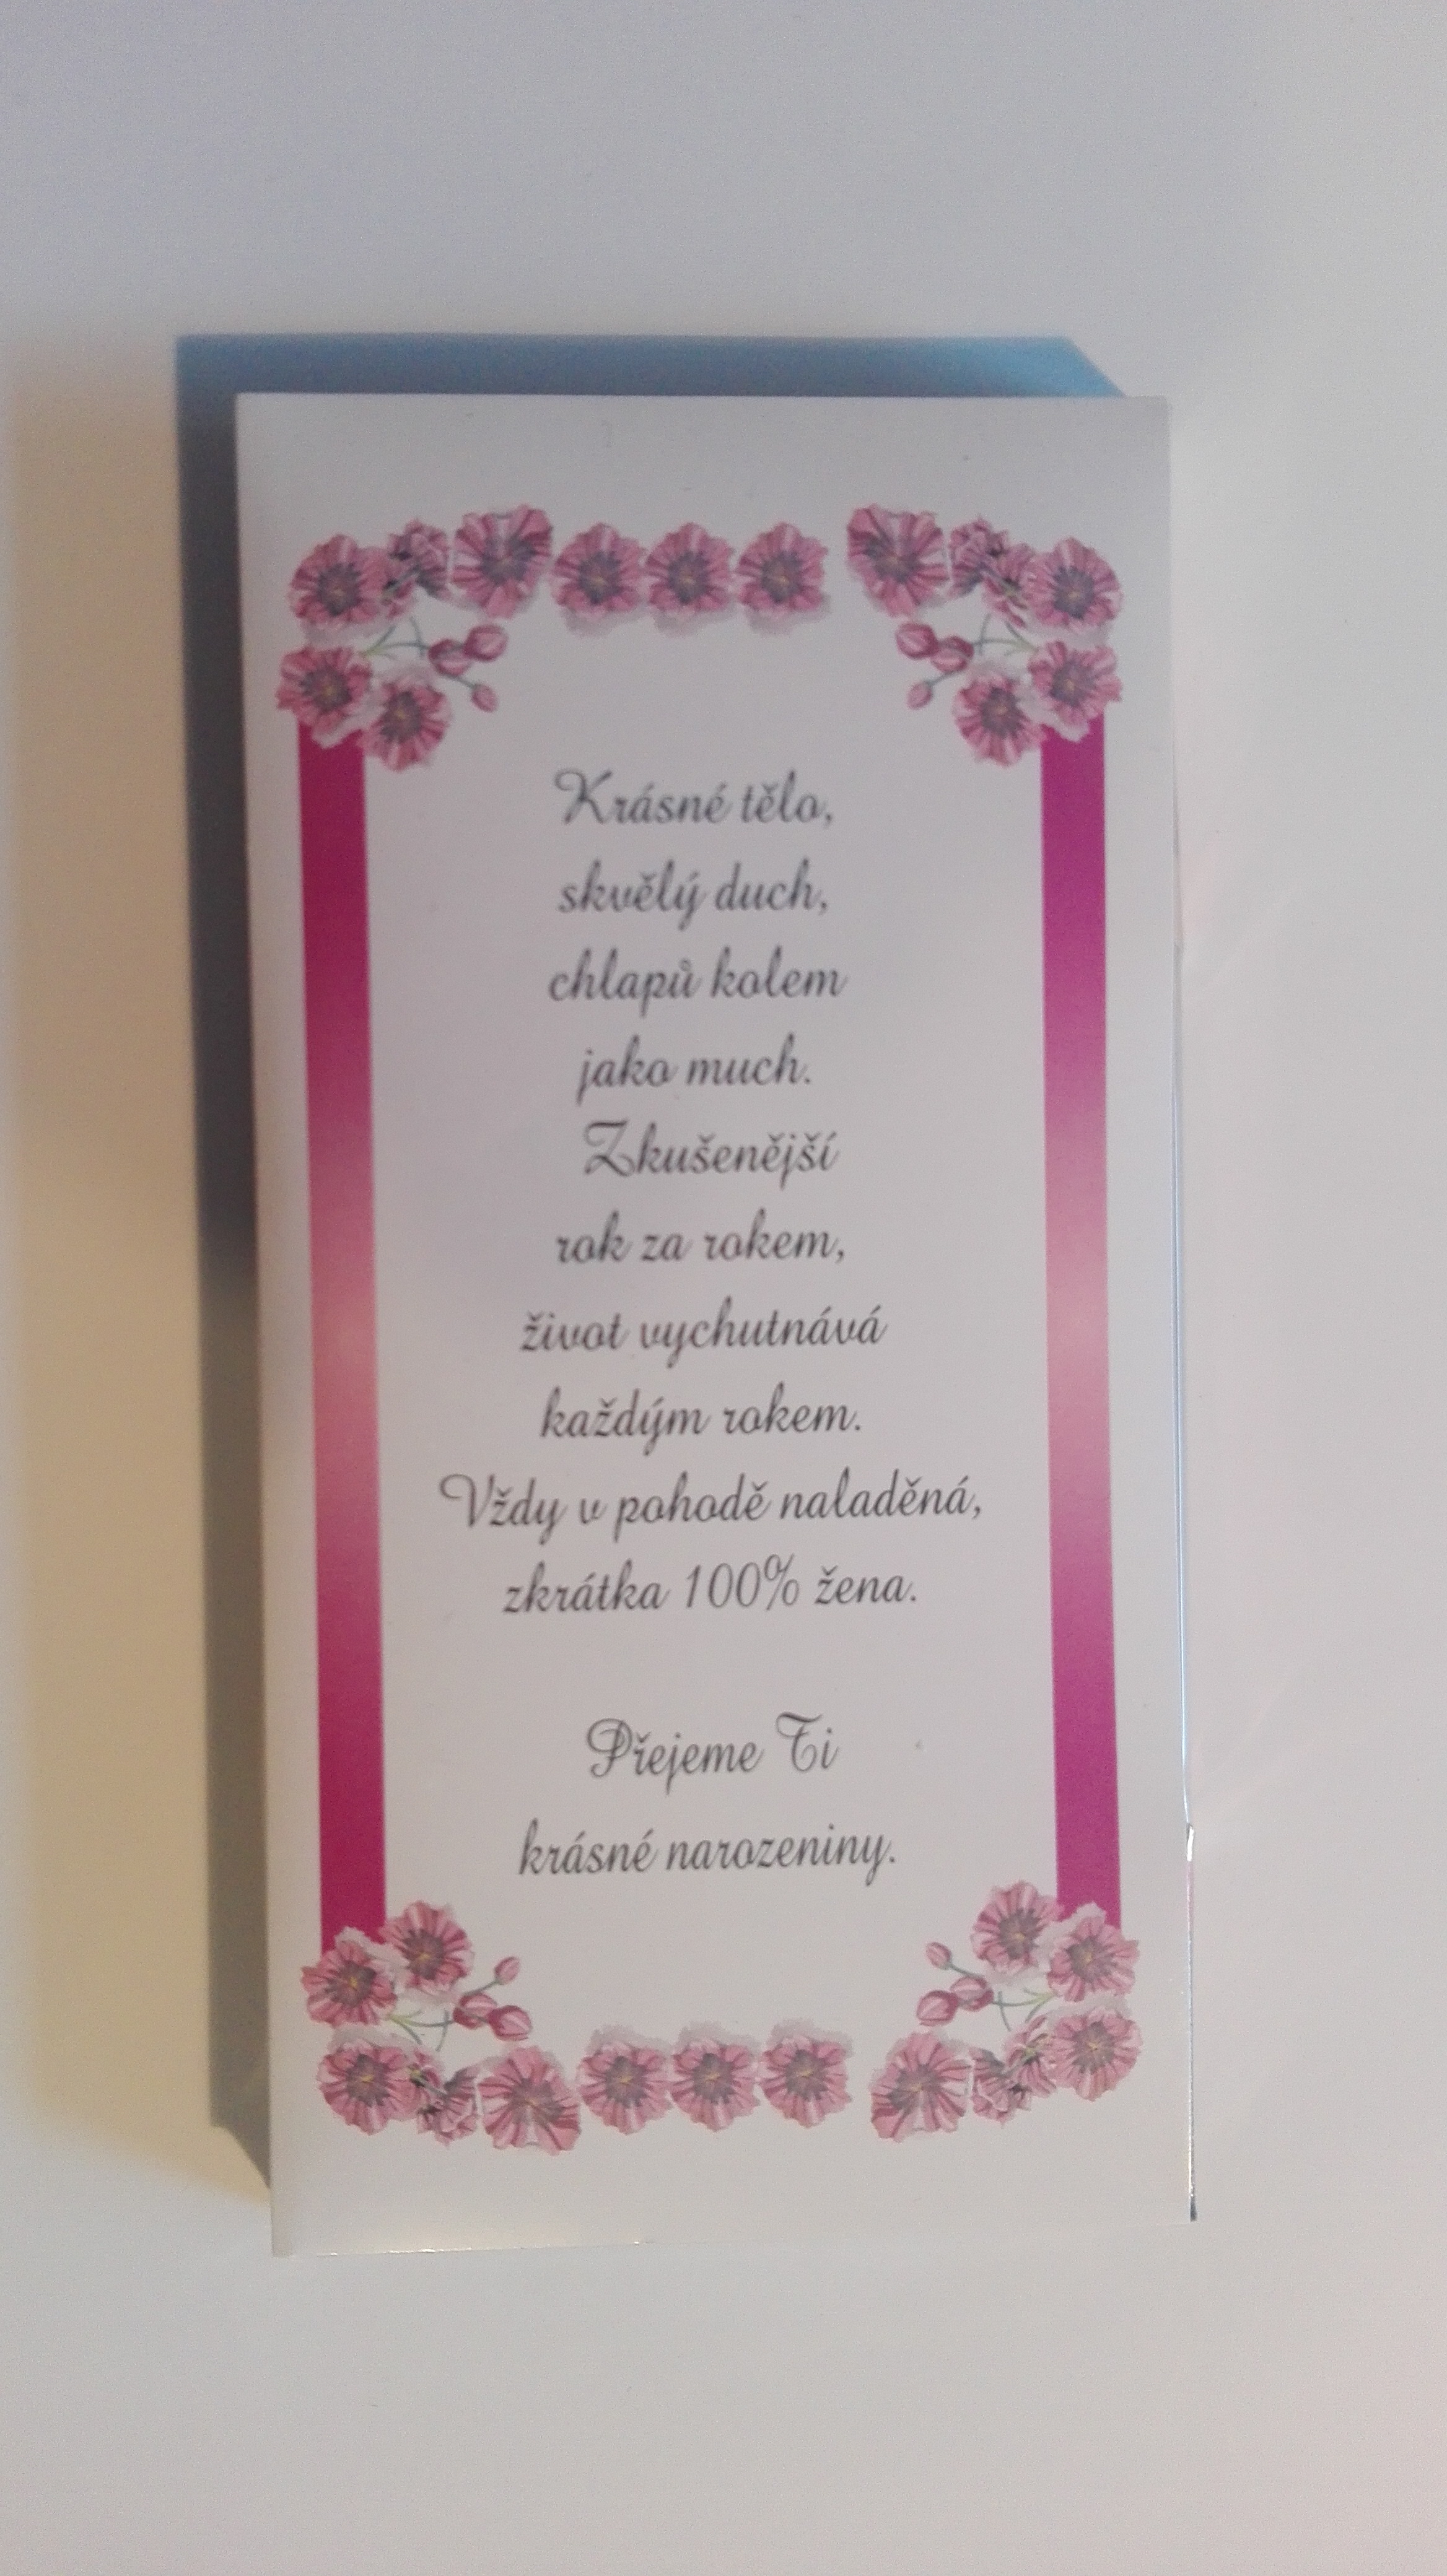 Krásné tělo,
skvělý duch,
chlapů kolem
jako much.
Zkušenější
rok za rokem,
život vychutnává
každým rokem.
Vždy v pohodě naladěná,
zkrátka 100% žena.
Přejeme Ti
krásné narozeniny.